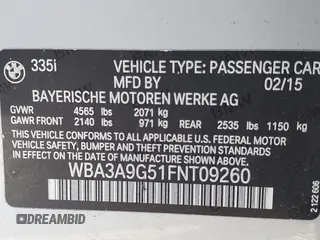 335i VEHICLE TYPE: PASSENGER CAR
MFD BY 02/15
BAYERISCHE MOTOREN WERKE AG
GVWR 4565 lbs 2071 kg
GAWR FRONT 2140 lbs 971 kg REAR 2535 lbs 1150 kg
THIS VEHICLE CONFORMS TO ALL APPLICABLE
U.S. FEDERAL MOTOR VEHICLE SAFETY, BUMPER,
AND THEFT PREVENTION STANDARDS IN EFFECT ON
THE DATE OF MANUFACTURE SHOWN ABOVE.
WBA3A9G51FNT09260
2 122 606
DREAMBID